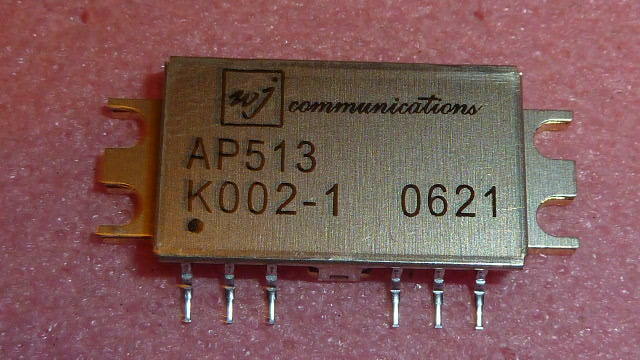 wj communications
AP513
K002-1 0621